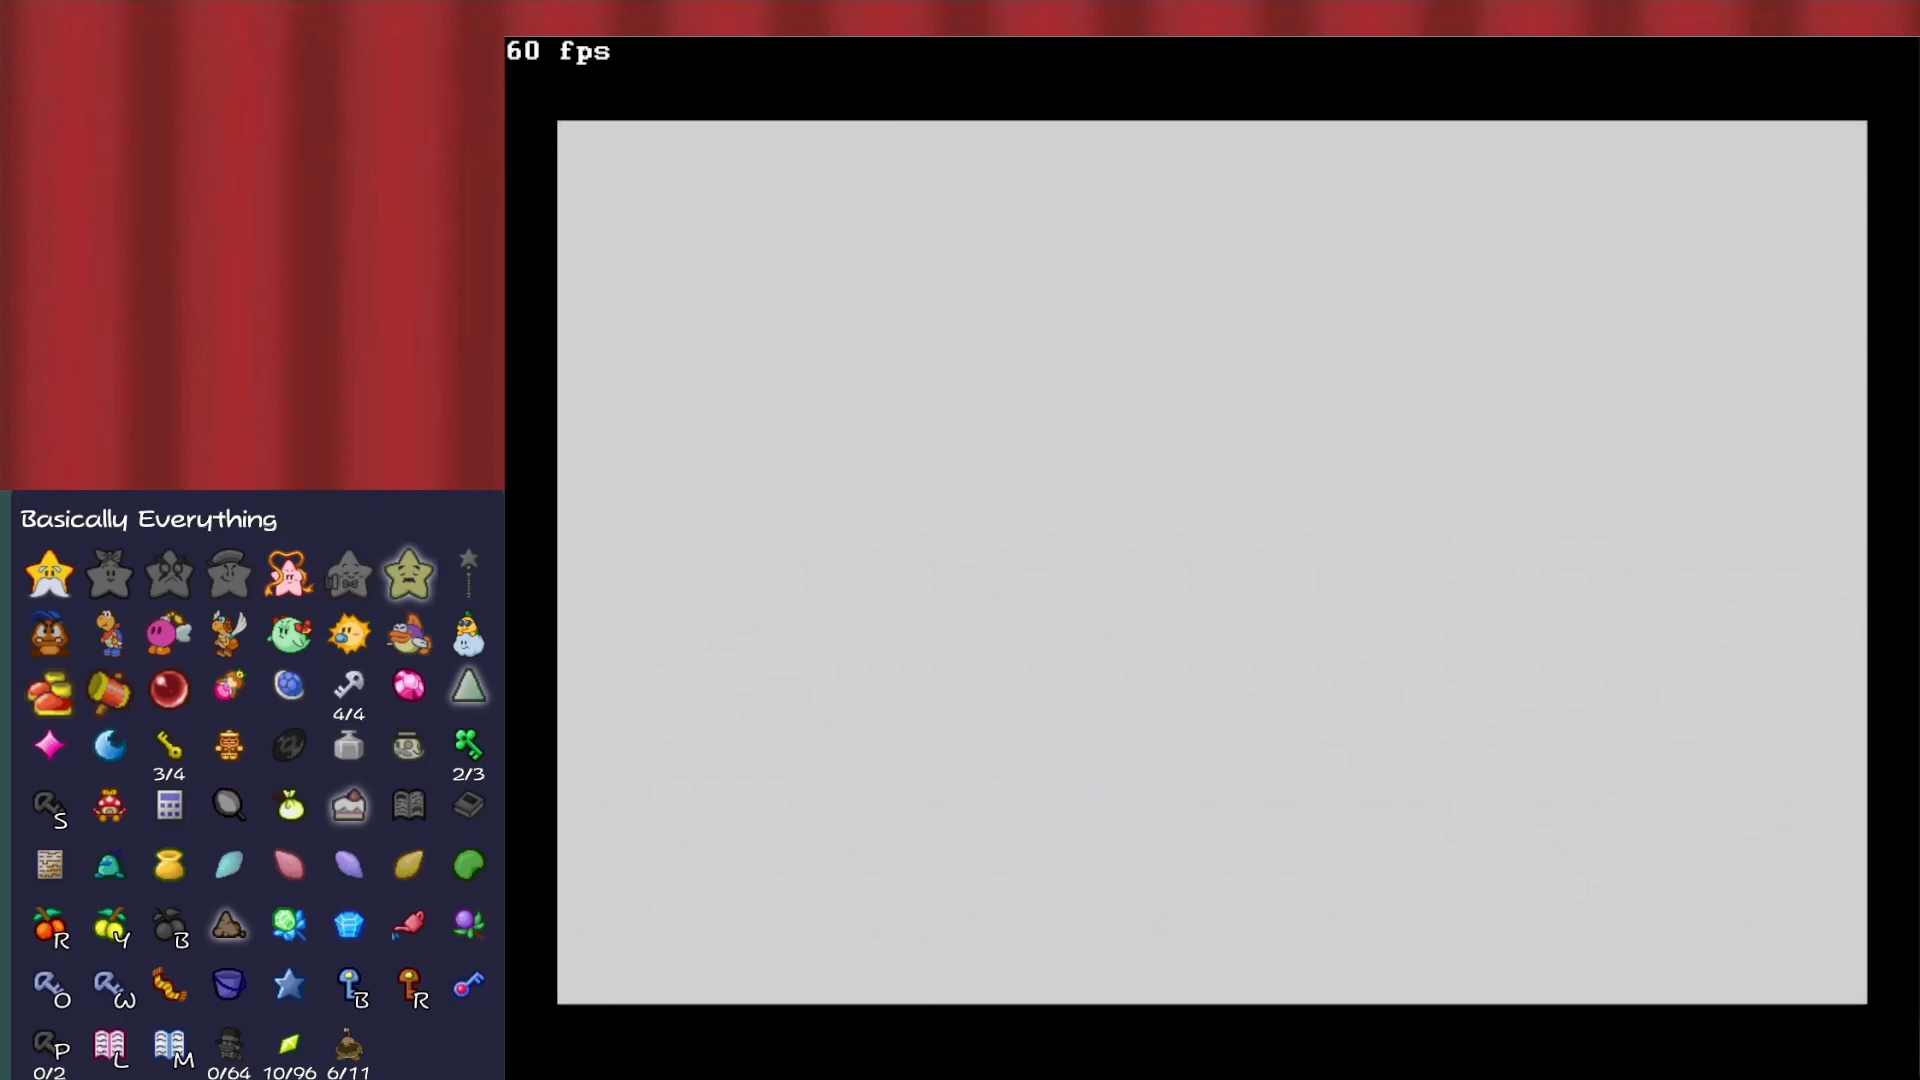 60 fps
Basically Everything
4/4
3/4
2/3
S
R
Y
B
O
W
B
R
P
L
M
0/2
0/64
10/96
6/11